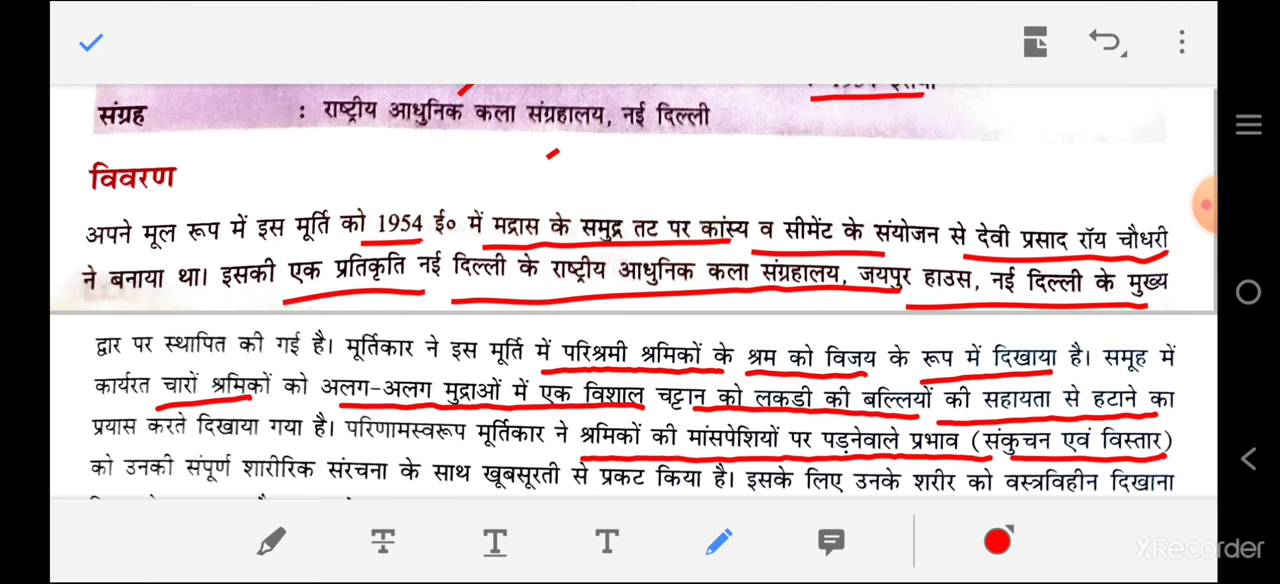 संग्रह : राष्ट्रीय आधुनिक कला संग्रहालय, नई दिल्ली
विवरण
अपने मूल रूप में इस मूर्ति को 1954 ई० में मद्रास के समुद्र तट पर कांस्य व सीमेंट के संयोजन से देवी प्रसाद रॉय चौधरी
ने बनाया था। इसकी एक प्रतिकृति नई दिल्ली के राष्ट्रीय आधुनिक कला संग्रहालय, जयपुर हाउस, नई दिल्ली के मुख्य
द्वार पर स्थापित की गई है। मूर्तिकार ने इस मूर्ति में परिश्रमी श्रमिकों के श्रम को विजय के रूप में दिखाया है। समूह में
कार्यरत चारों श्रमिकों को अलग-अलग मुद्राओं में एक विशाल चट्टान को लकडी की बल्लियों की सहायता से हटाने का
प्रयास करते दिखाया गया है। परिणामस्वरूप मूर्तिकार ने श्रमिकों की मांसपेशियों पर पड़नेवाले प्रभाव (संकुचन एवं विस्तार)
को उनकी संपूर्ण शारीरिक संरचना के साथ खूबसूरती से प्रकट किया है। इसके लिए उनके शरीर को वस्त्रविहीन दिखाना
T T T
XRecorder